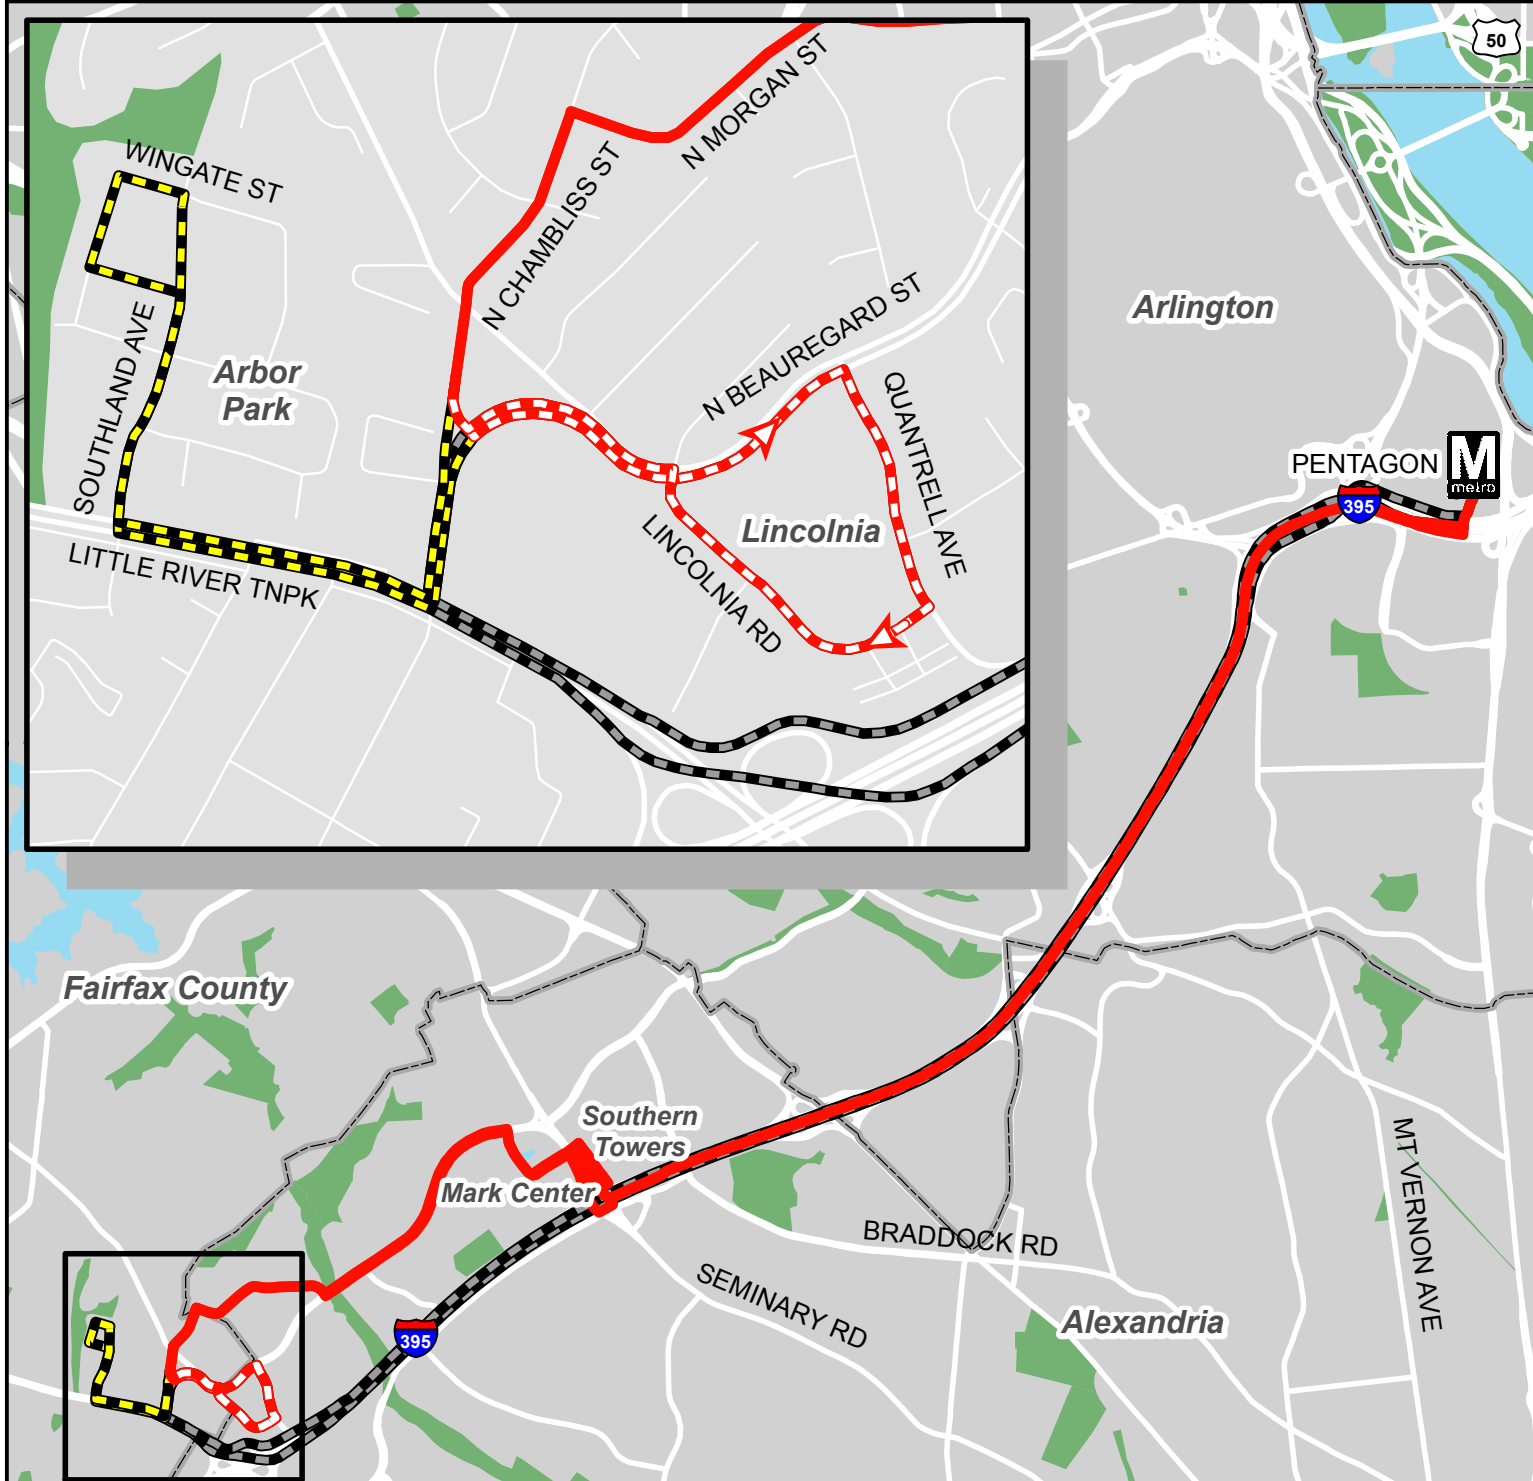 50
WINGATE ST
N MORGAN ST
N CHAMBLISS ST
SOUTHLAND AVE
Arbor
Park
N BEAUREGARD ST
QUANTRELL AVE
Lincolnia
LINCOLNIA RD
LITTLE RIVER TNPK
Arlington
PENTAGON
M
metro
395
Fairfax County
Southern
Towers
Mark Center
BRADDOCK RD
SEMINARY RD
MT VERNON AVE
Alexandria
395